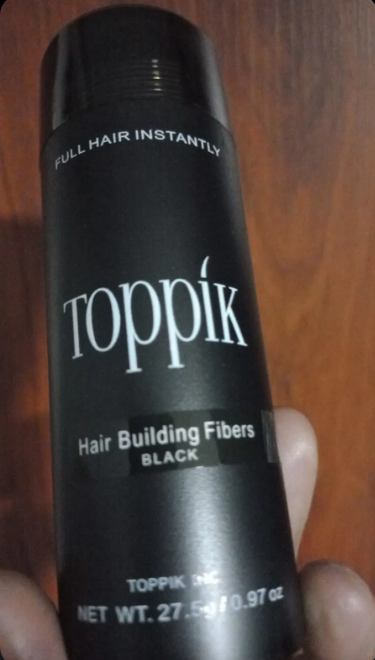 FULL HAIR INSTANTLY
Toppik
Hair Building Fibers
BLACK
TOPPIK INC
NET WT. 27.5g / 0.97 oz